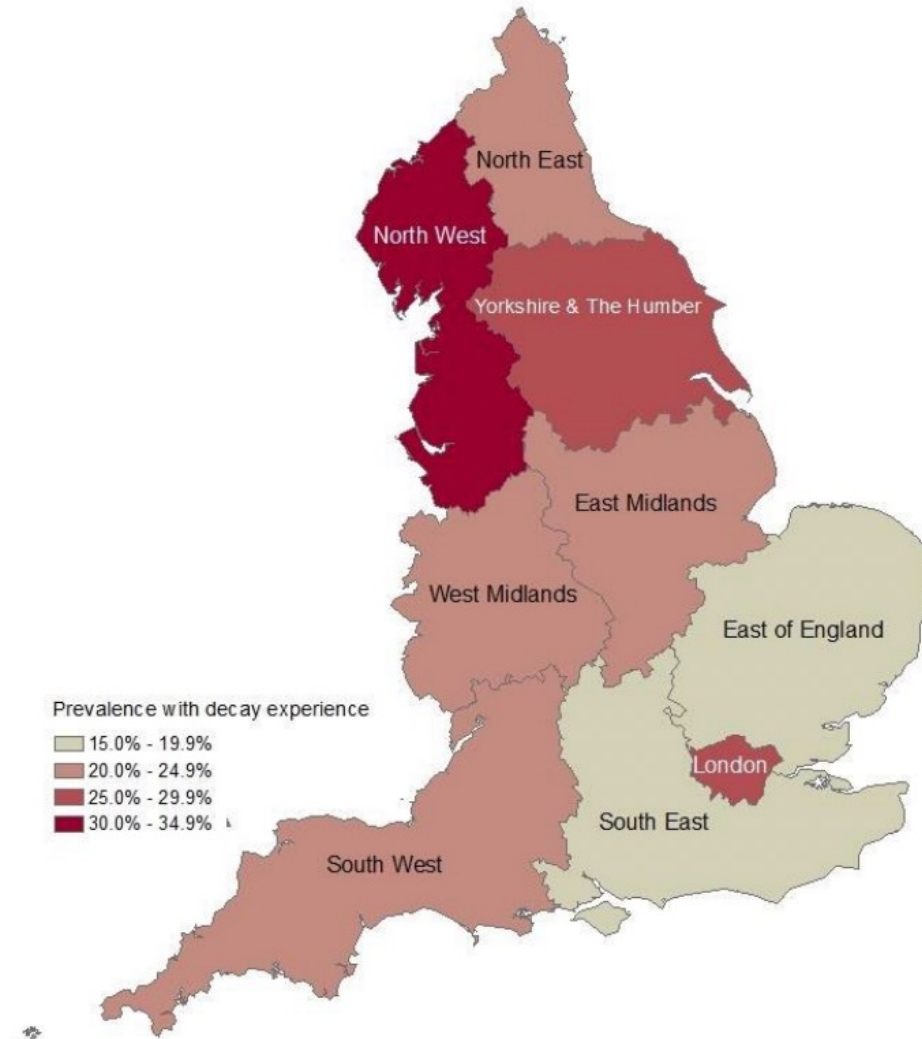 North East
North West
Yorkshire & The Humber
East Midlands
West Midlands
East of England
Prevalence with decay experience
15.0% - 19.9%
20.0% - 24.9%
25.0% - 29.9%
30.0% - 34.9%
London
South East
South West